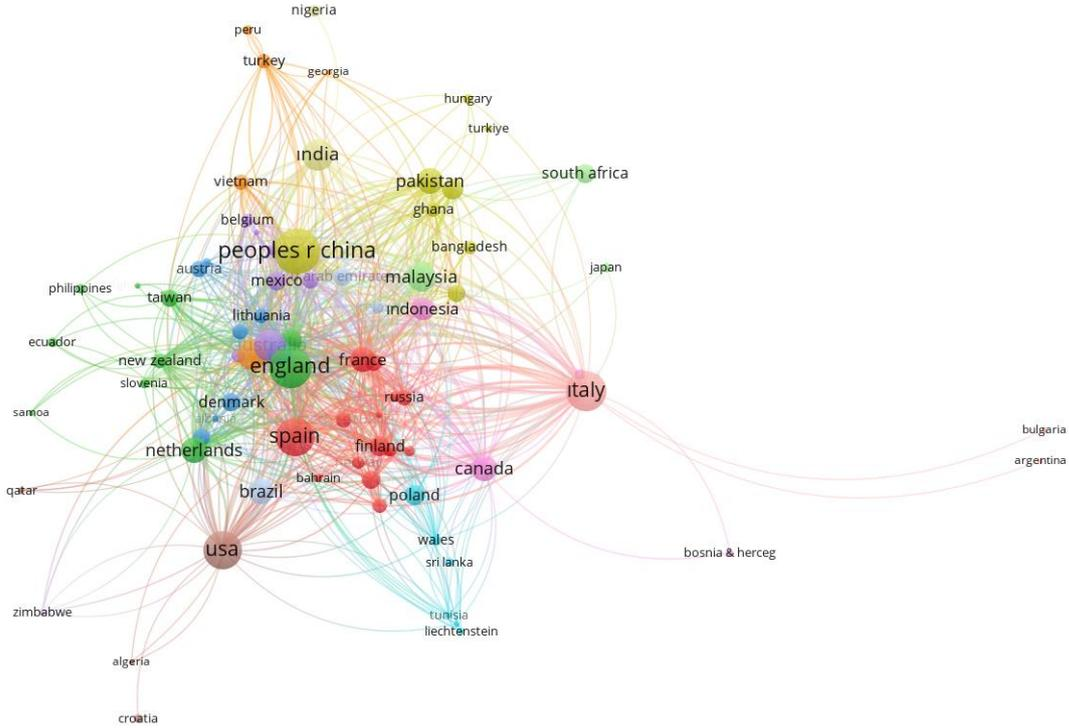 nigeria
peru
turkey
georgia
hungary
turkiye
india
south africa
vietnam
pakistan
ghana
belgium
peoples r china
bangladesh
austria
japan
mexico
arab emirate
malaysia
philippines
taiwan
indonesia
lithuania
ecuador
australia
new zealand
england
france
slovenia
italy
russia
denmark
samoa
bulgaria
spain
finland
netherlands
argentina
canada
bahrain
qatar
brazil
poland
wales
usa
bosnia & herceg
sri lanka
zimbabwe
tunisia
liechtenstein
algeria
croatia